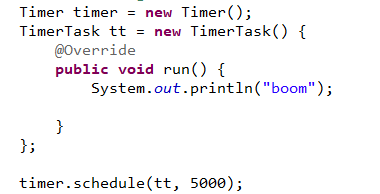 Timer timer = new Timer();
TimerTask tt = new TimerTask() {
@Override
public void run() {
System.out.println("boom");
}
};
timer.schedule(tt, 5000);